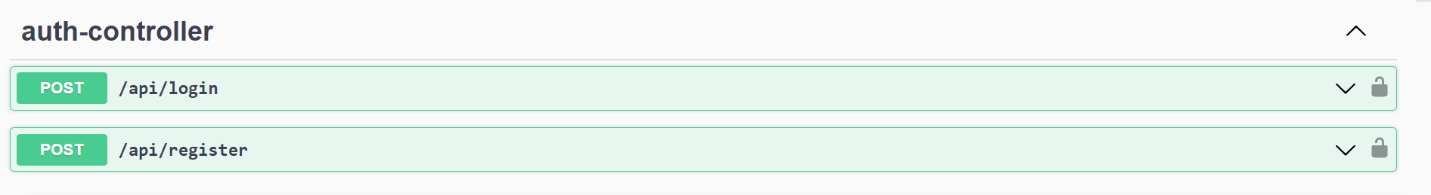 auth-controller
POST /api/login
POST /api/register